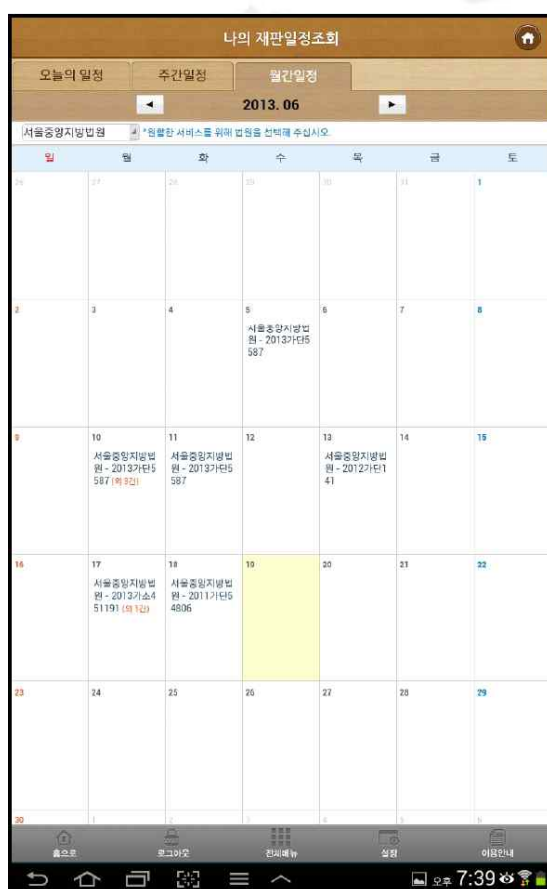 나의 재판일정조회
오늘의 일정 주간일정 월간일정
2013. 06
서울중앙지방법원 *원활한 서비스를 위해 법원을 선택해 주십시오.
일 월 화 수 목 금 토
26 27 28 29 30 31 1
2 3 4 5 6 7 8
서울중앙지방법
원 - 2013가단5
587
9 10 11 12 13 14 15
서울중앙지방법 서울중앙지방법 서울중앙지방법
원 - 2013가단5 원 - 2013가단5 원 - 2012가단1
587 587 41
16 17 18 19 20 21 22
서울중앙지방법 서울중앙지방법
원 - 2013가소4 원 - 2011가단5
51191 (외 1건) 4806
23 24 25 26 27 28 29
30 1 2 3 4 5 6
홈으로 로그아웃 전체메뉴 설정 이용안내
오후 7:39